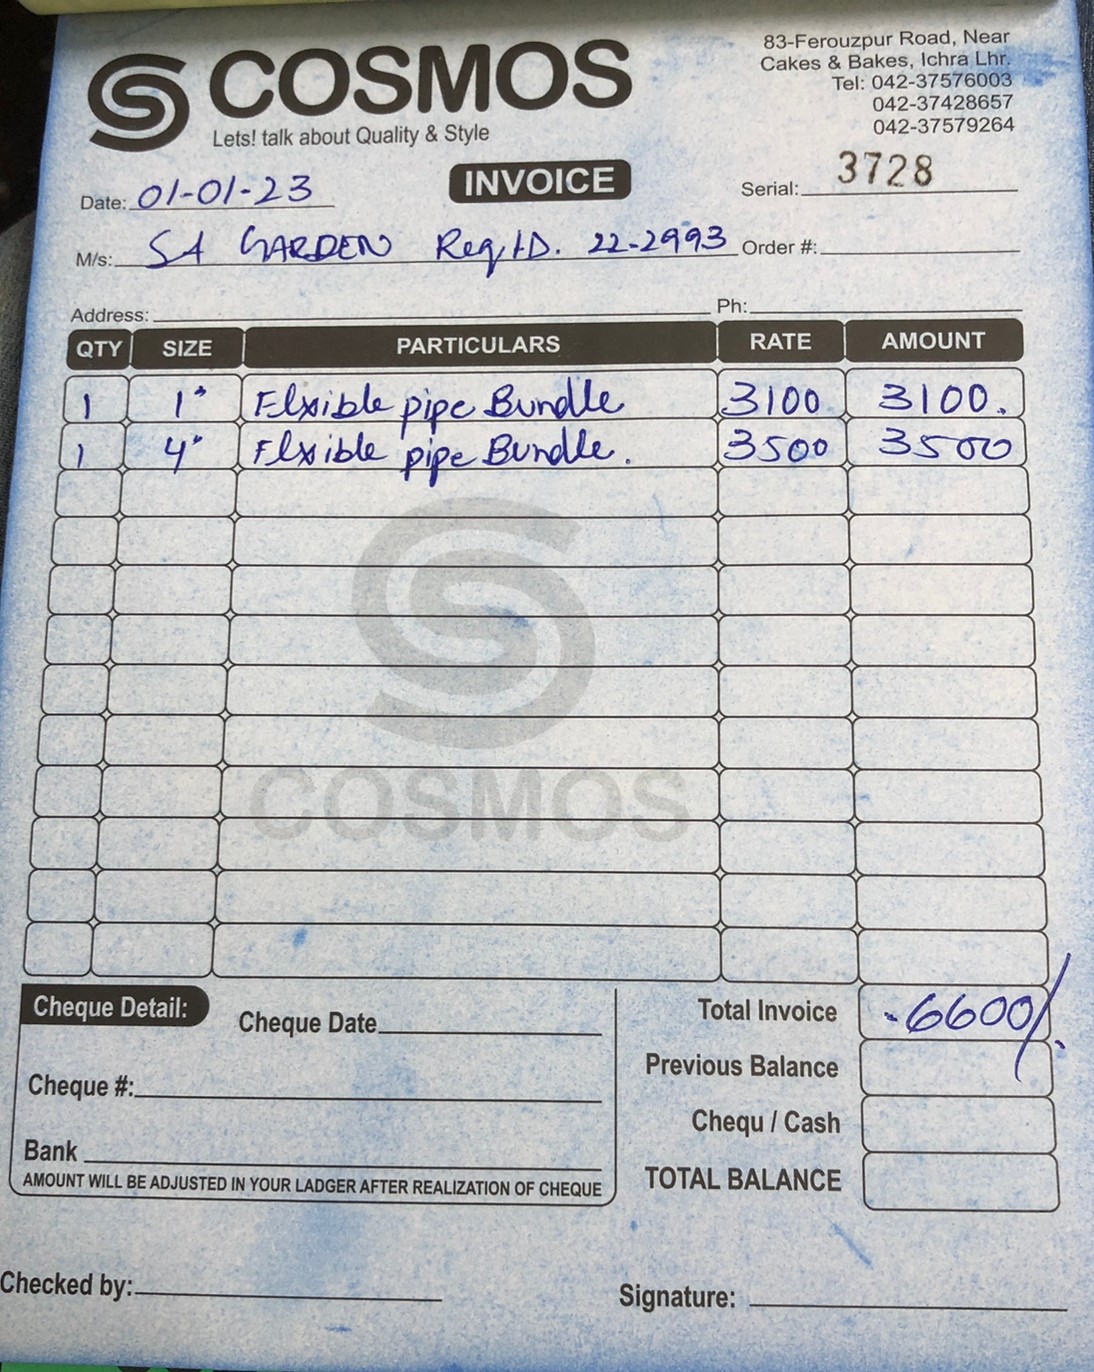 COSMOS
Lets! talk about Quality & Style
83-Ferouzpur Road, Near
Cakes & Bakes, Ichra Lhr.
Tel: 042-37576003
042-37428657
042-37579264
INVOICE
Date: 01-01-23
Serial: 3728
M/s: SA GARDEN Reg ID. 22-2993 Order #:
Address: Ph:
QTY SIZE PARTICULARS RATE AMOUNT
1 1" Flxible pipe Bundle 3100 3100.
1 4" Flxible pipe Bundle. 3500 3500
COSMOS
Cheque Detail:
Cheque Date
Cheque #:
Bank
AMOUNT WILL BE ADJUSTED IN YOUR LADGER AFTER REALIZATION OF CHEQUE
Total Invoice 6600/.
Previous Balance
Chequ / Cash
TOTAL BALANCE
Checked by:
Signature: